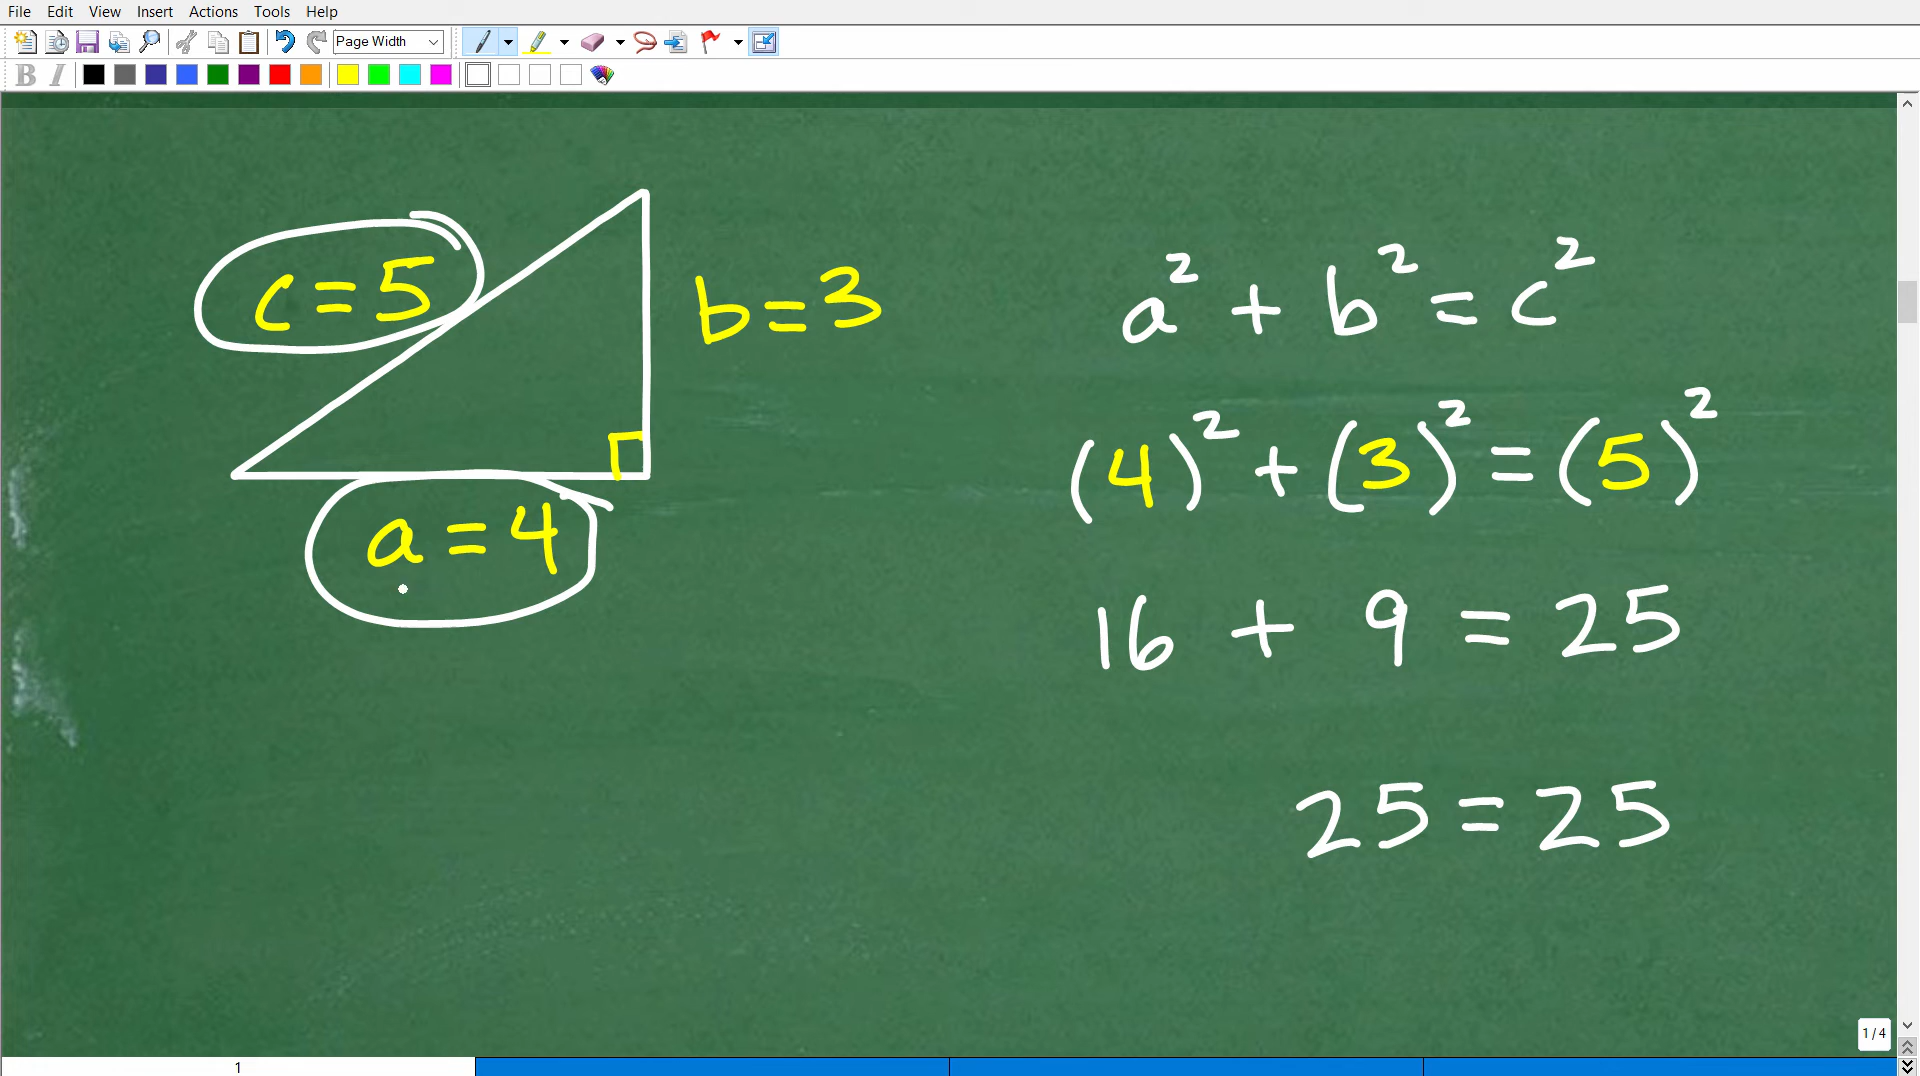 File Edit View Insert Actions Tools Help
Page Width
B I
c = 5
b = 3
a = 4
a² + b² = c²
(4)² + (3)² = (5)²
16 + 9 = 25
25 = 25
1 / 4
1